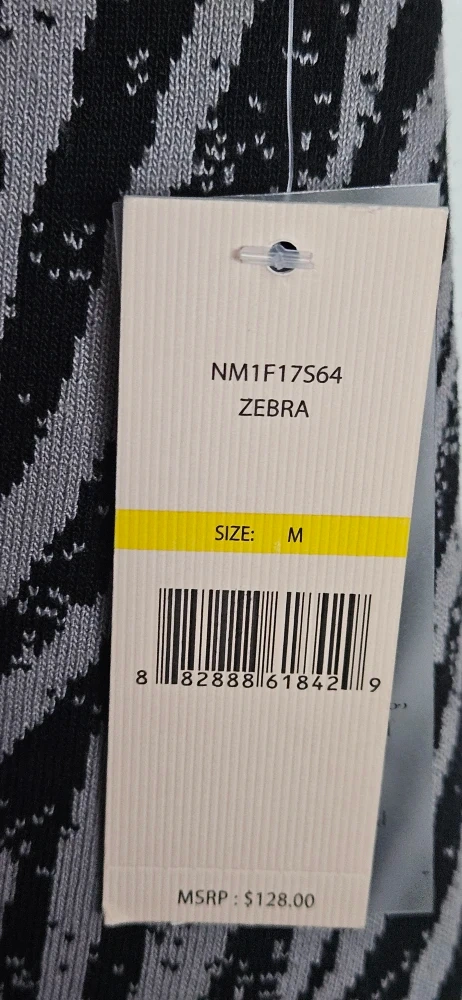 NM1F17S64
ZEBRA
SIZE: M
8 82888 61842 9
MSRP : $128.00